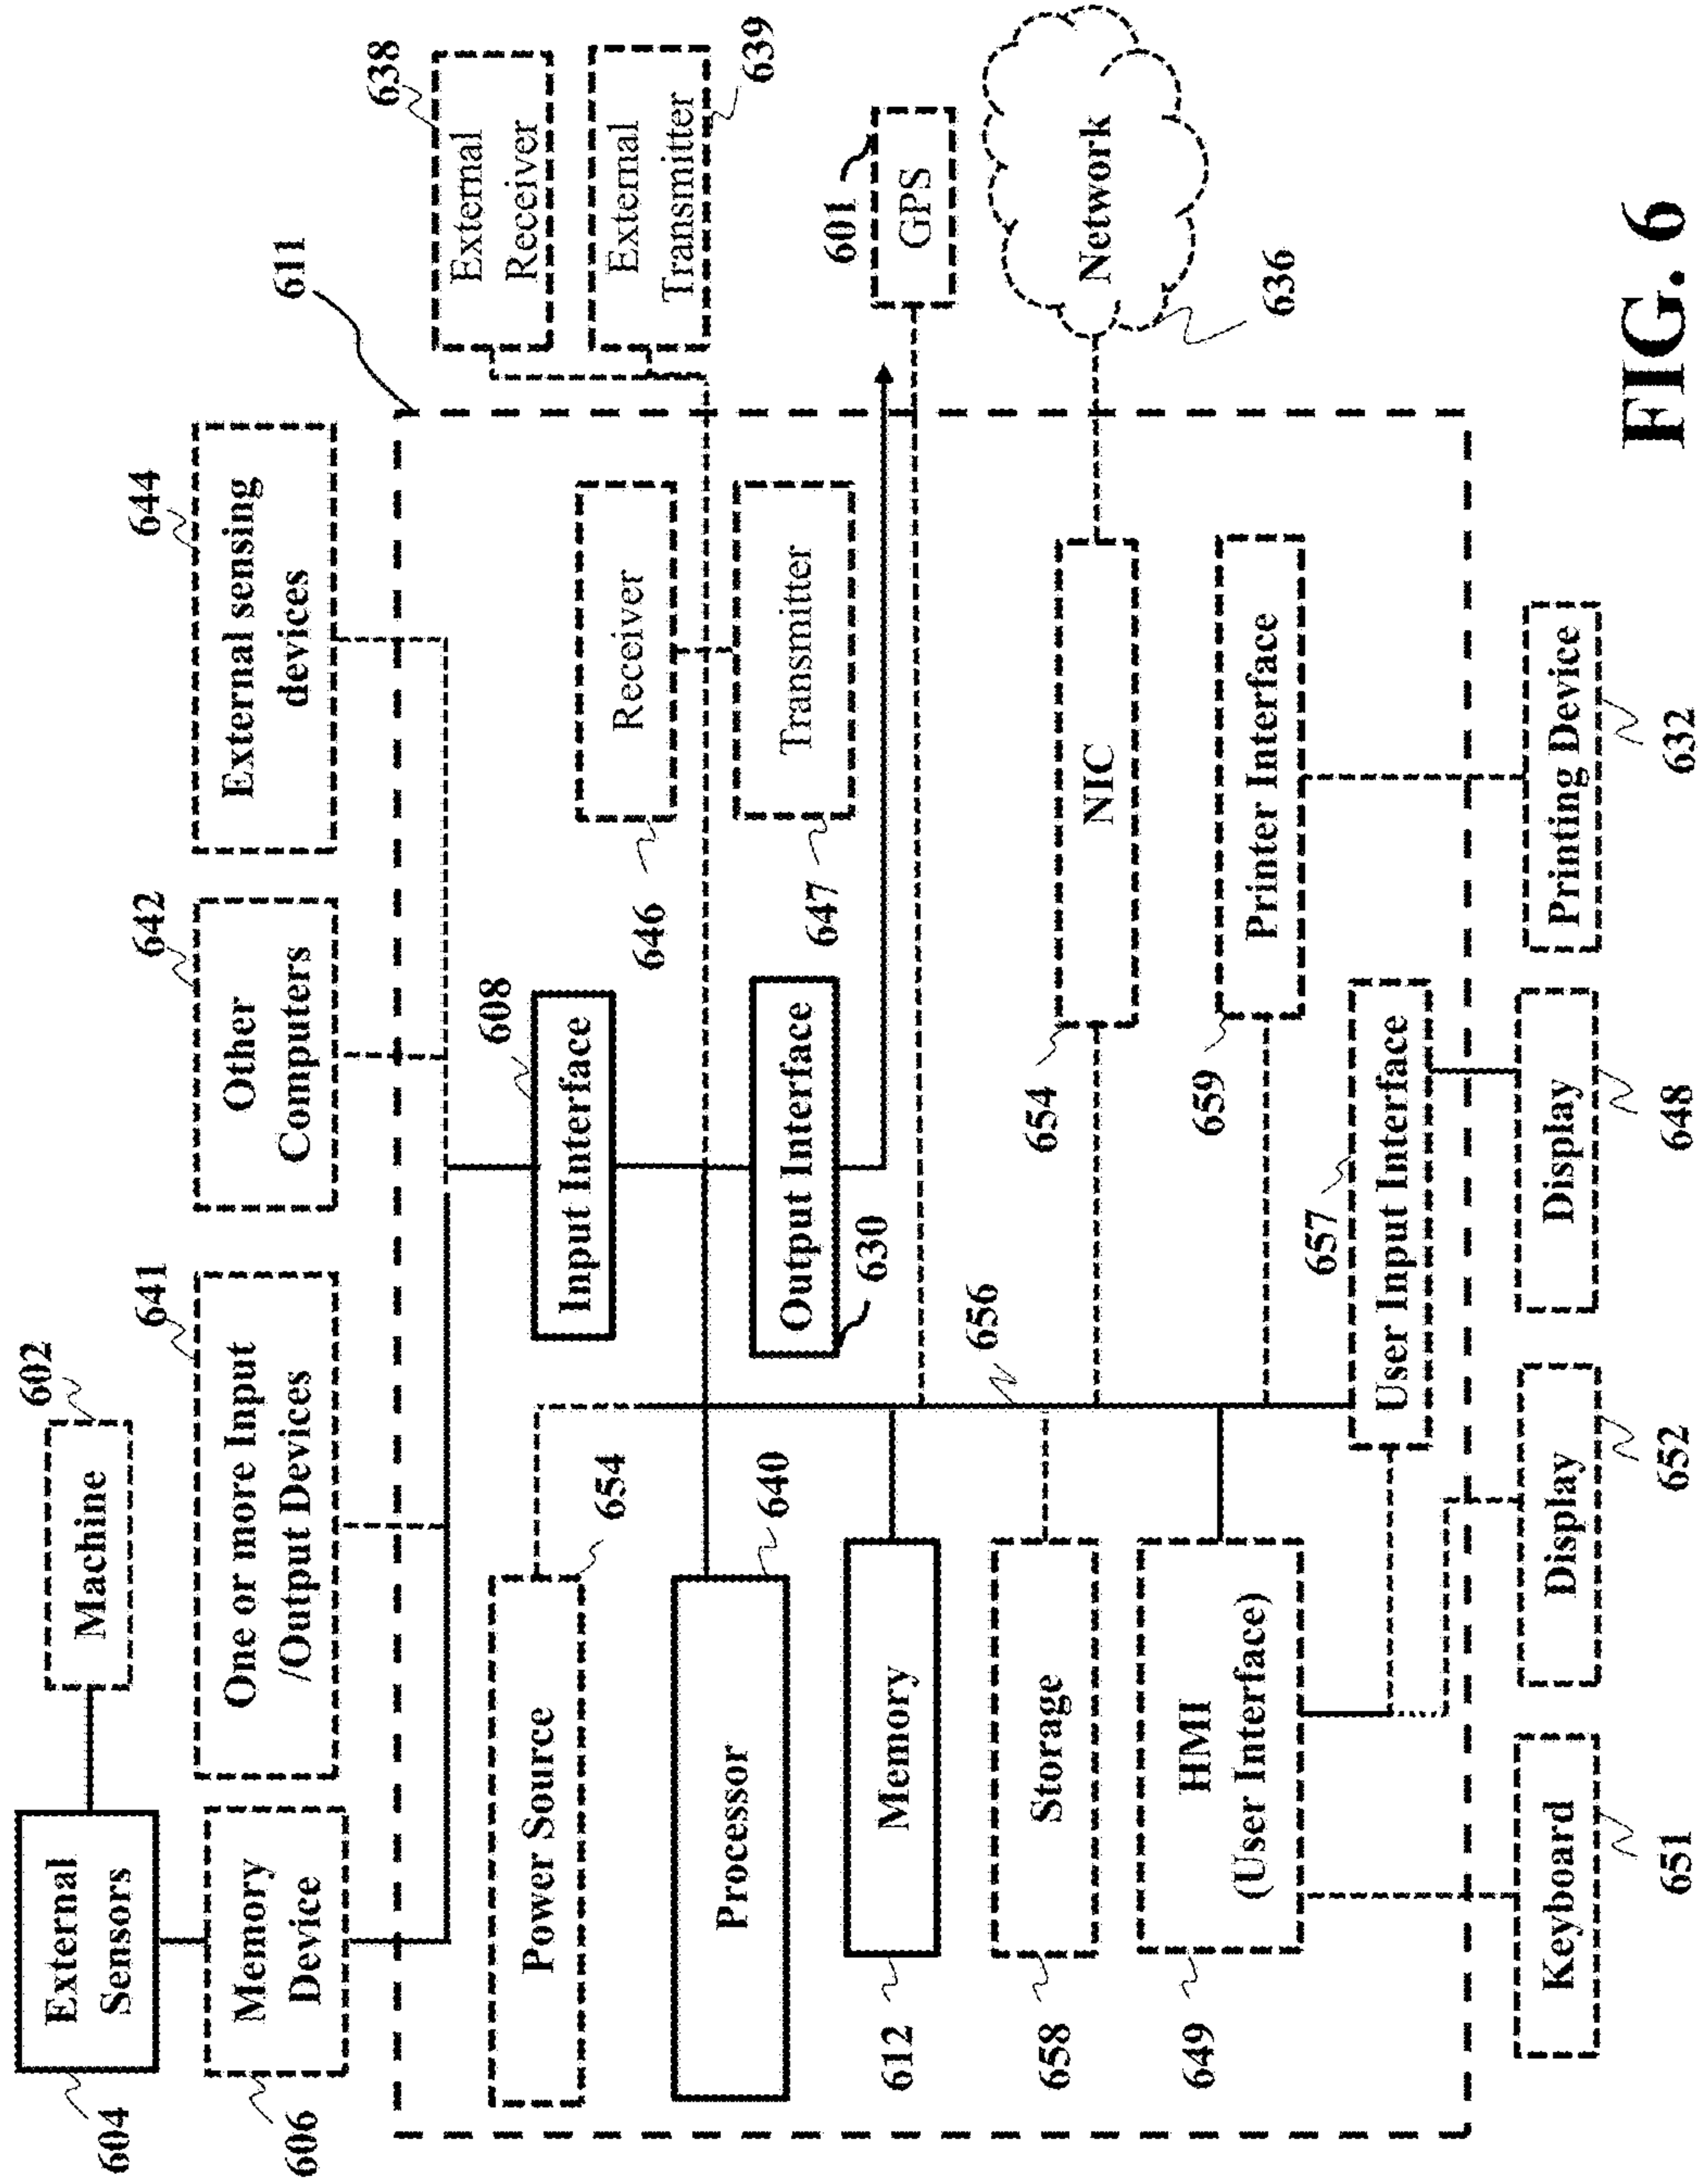 602
Machine
604
External
Sensors
606
Memory
Device
641
One or more Input
/Output Devices
642
Other
Computers
644
External sensing
devices
611
638
External
Receiver
639
External
Transmitter
601
GPS
Network
636
608
Input Interface
Output Interface
630
Receiver
646
Transmitter
647
Power Source
654
Processor
640
Memory
612
656
Storage
658
HMI
(User Interface)
649
NIC
654
Printer Interface
659
657
User Input Interface
Keyboard
651
Display
652
Display
648
Printing Device
632
FIG. 6